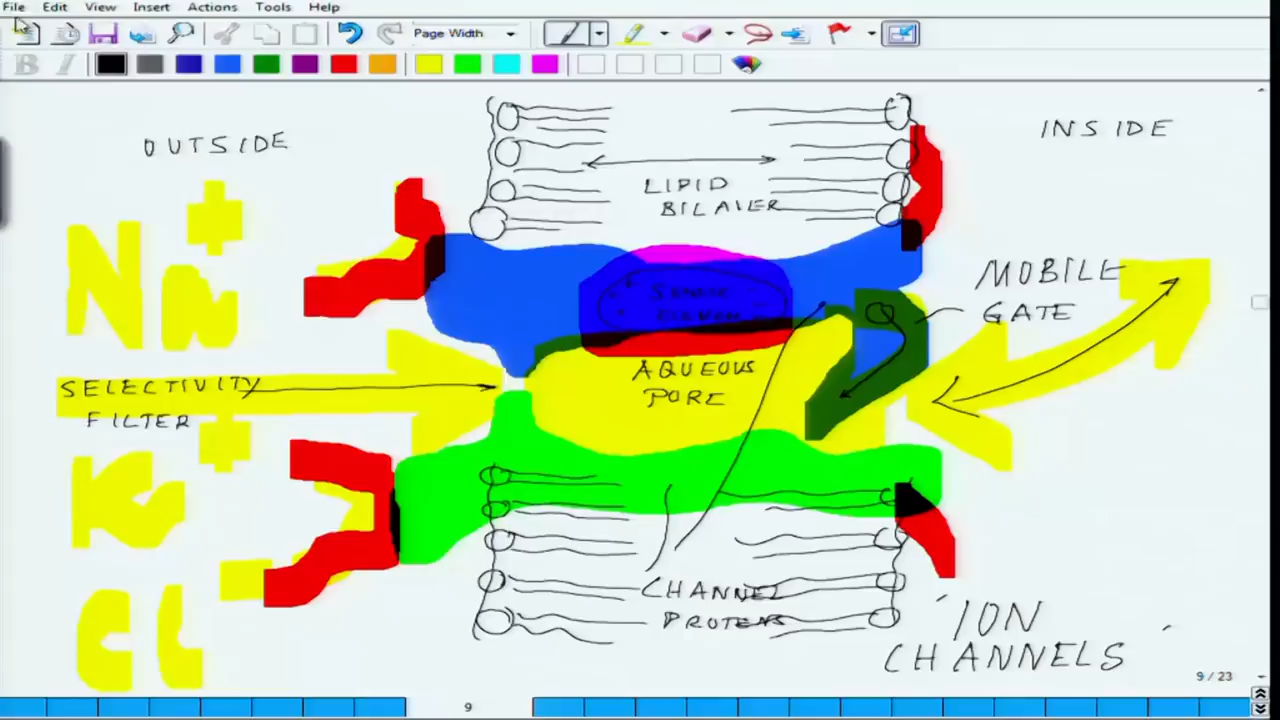 File Edit View Insert Actions Tools Help
Page Width
B I
OUTSIDE
INSIDE
LIPID
BILAYER
Na+
MOBILE
GATE
AQUEOUS
PORE
SELECTIVITY
FILTER
K+
Cl-
CHANNEL
PROTEINS
ION
CHANNELS
9 / 23
9